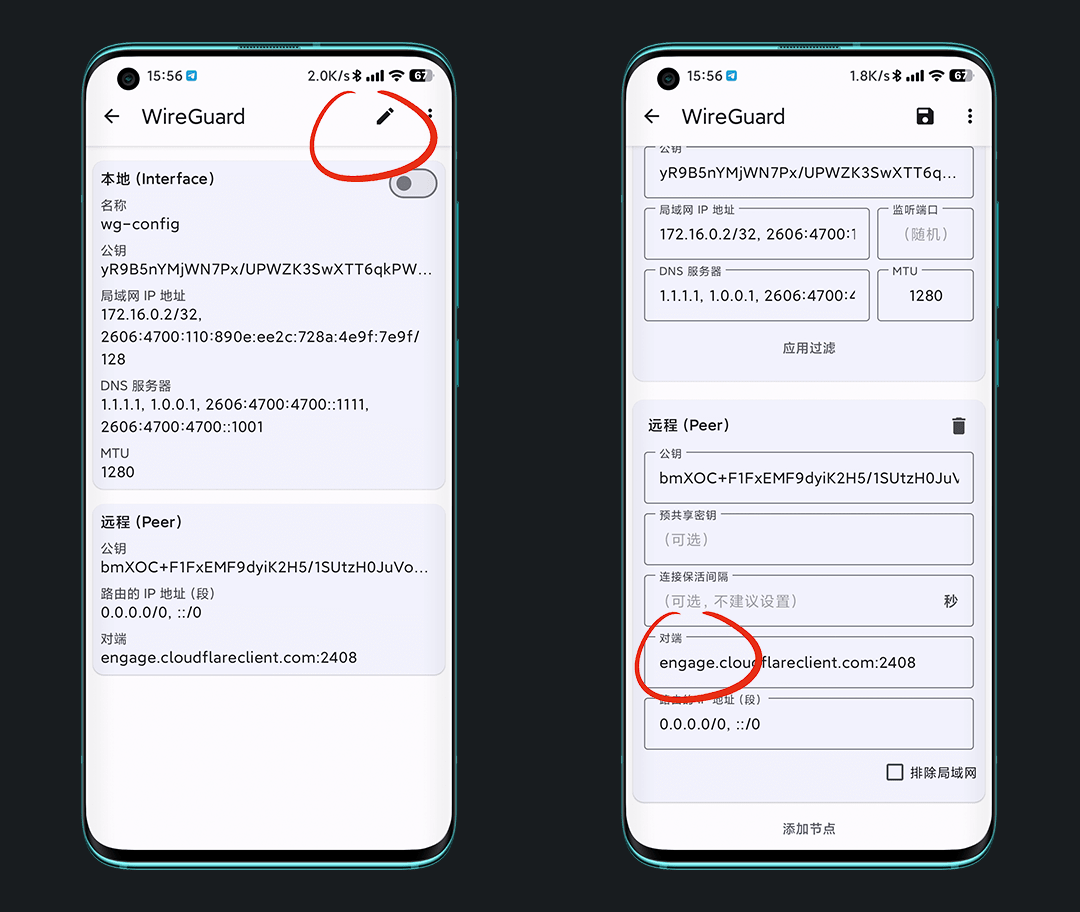 15:56
2.0K/s
67
WireGuard
本地 (Interface)
名称
wg-config
公钥
yR9B5nYMjWN7Px/UPWZK3SwXTT6qkPW...
局域网 IP 地址
172.16.0.2/32,
2606:4700:110:890e:ee2c:728a:4e9f:7e9f/
128
DNS 服务器
1.1.1.1, 1.0.0.1, 2606:4700:4700::1111,
2606:4700:4700::1001
MTU
1280
远程 (Peer)
公钥
bmXOC+F1FxEMF9dyiK2H5/1SUtzH0JuVo...
路由的 IP 地址 (段)
0.0.0.0/0, ::/0
对端
engage.cloudflareclient.com:2408
15:56
1.8K/s
67
WireGuard
公钥
yR9B5nYMjWN7Px/UPWZK3SwXTT6q...
局域网 IP 地址
172.16.0.2/32, 2606:4700:1
监听端口
(随机)
DNS 服务器
1.1.1.1, 1.0.0.1, 2606:4700:4
MTU
1280
应用过滤
远程 (Peer)
公钥
bmXOC+F1FxEMF9dyiK2H5/1SUtzH0JuV
预共享密钥
(可选)
连接保活间隔
(可选, 不建议设置)
秒
对端
engage.cloudflareclient.com:2408
路由的 IP 地址 (段)
0.0.0.0/0, ::/0
排除局域网
添加节点